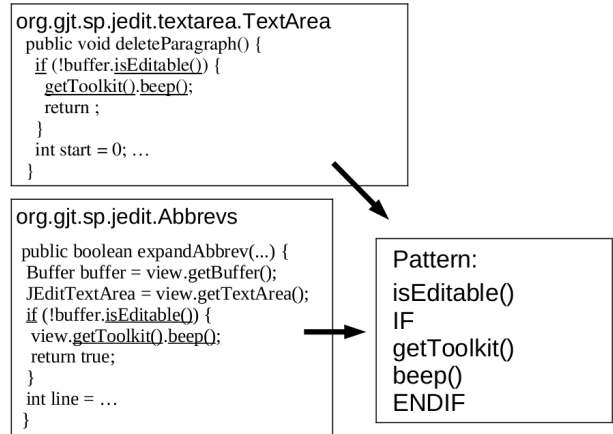 org.gjt.sp.jedit.textarea.TextArea
public void deleteParagraph() {
if (!buffer.isEditable()) {
getToolkit().beep();
return ;
}
int start = 0; …
}
org.gjt.sp.jedit.Abbrevs
public boolean expandAbbrev(...) {
Buffer buffer = view.getBuffer();
JEditTextArea = view.getTextArea();
if (!buffer.isEditable()) {
view.getToolkit().beep();
return true;
}
int line = …
}
Pattern:
isEditable()
IF
getToolkit()
beep()
ENDIF